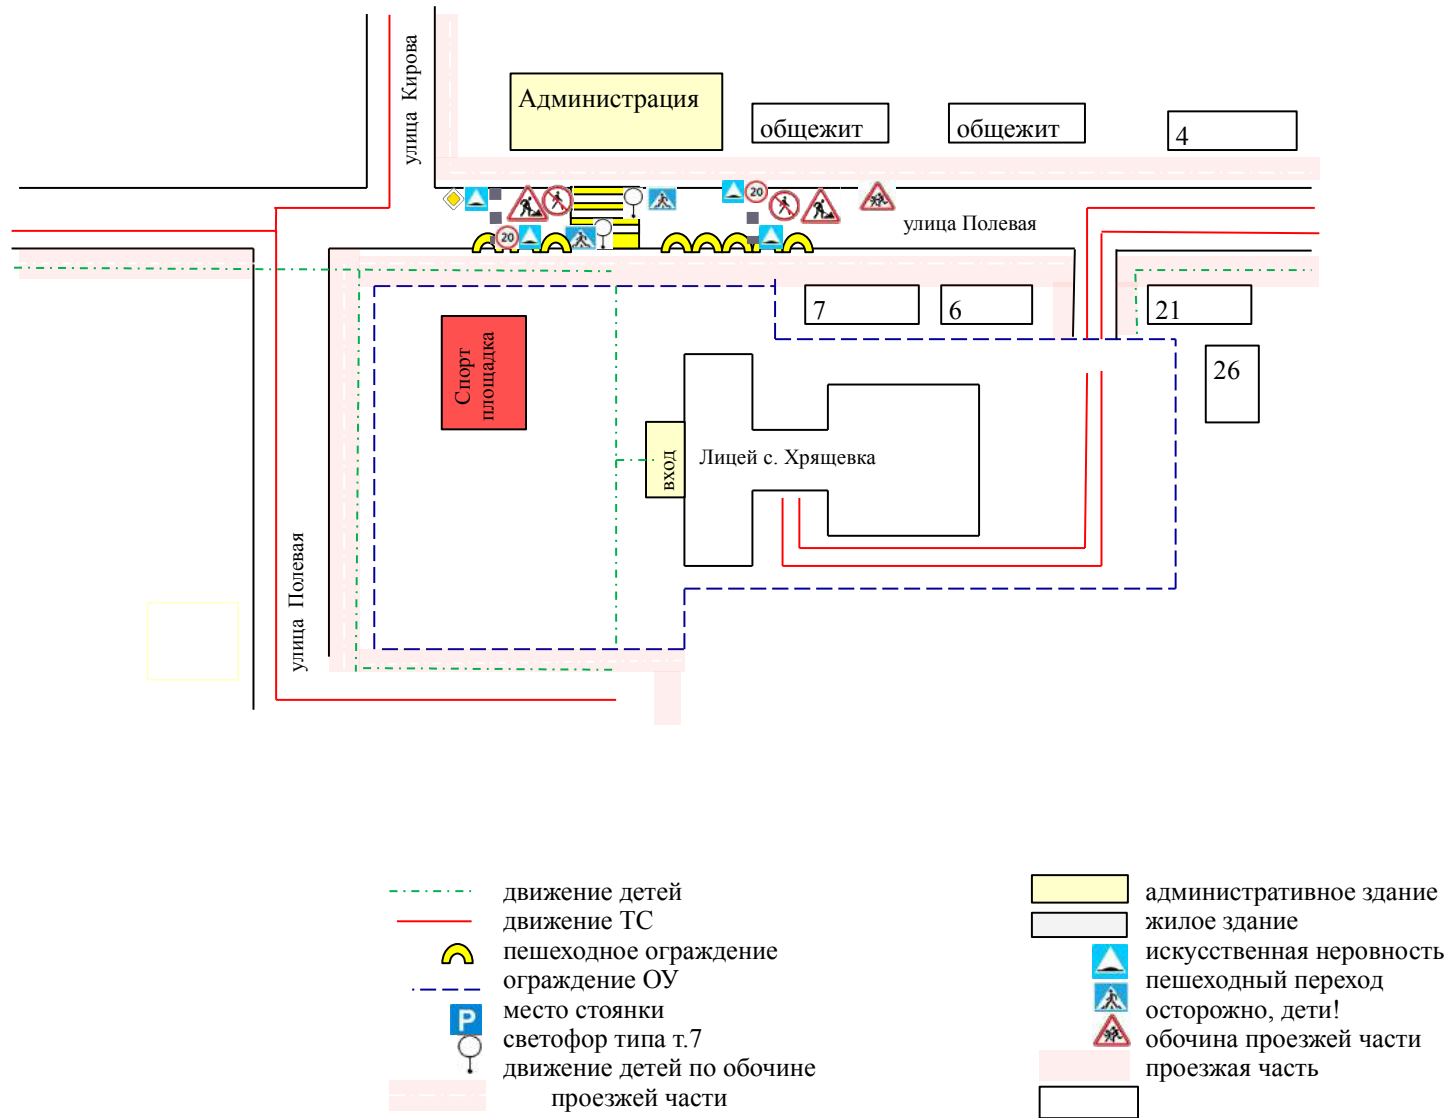 улица Кирова
Администрация
общежит
общежит
4
20
20
улица Полевая
7
6
21
26
Спорт
площадка
вход
Лицей с. Хрящевка
улица Полевая
движение детей
движение ТС
пешеходное ограждение
ограждение ОУ
P
место стоянки
светофор типа т.7
движение детей по обочине
проезжей части
административное здание
жилое здание
искусственная неровность
пешеходный переход
осторожно, дети!
обочина проезжей части
проезжая часть